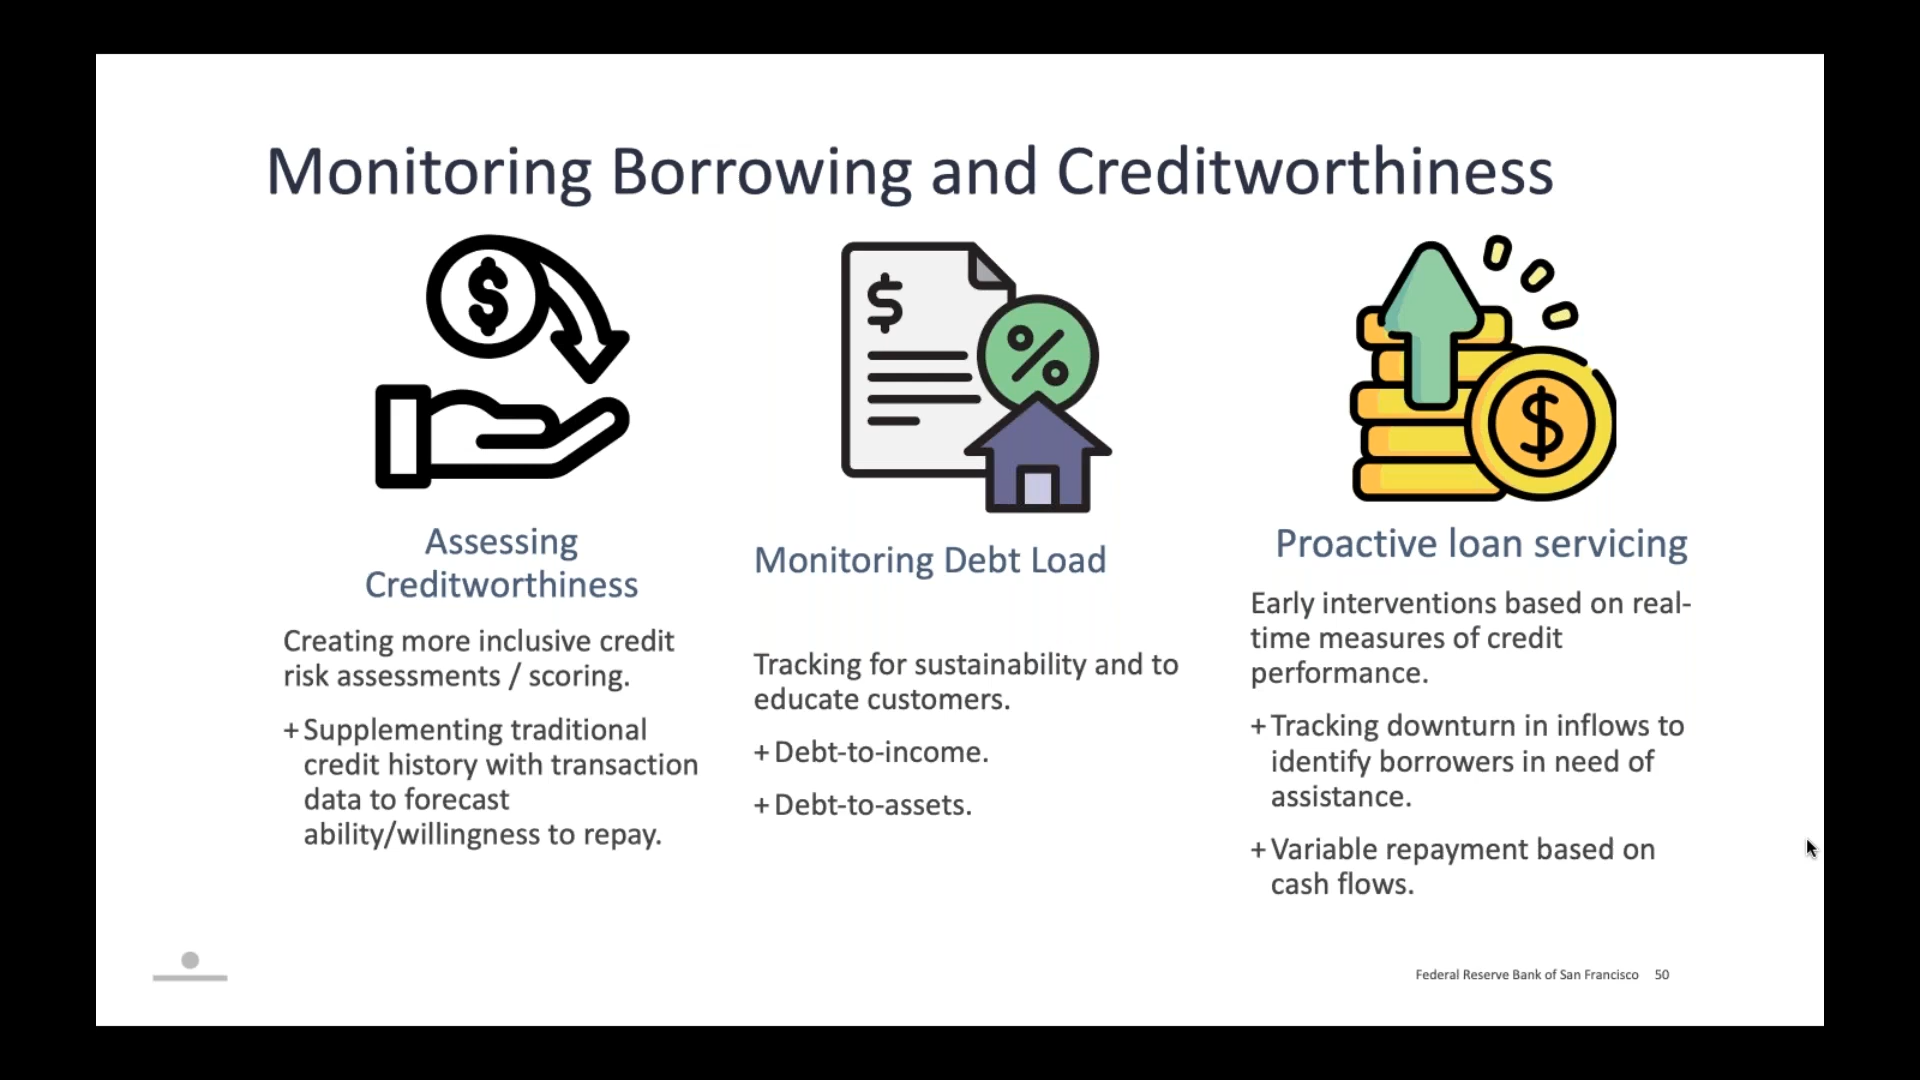 Monitoring Borrowing and Creditworthiness
$
$
%
$
Assessing
Creditworthiness
Creating more inclusive credit
risk assessments / scoring.
+ Supplementing traditional
credit history with transaction
data to forecast
ability/willingness to repay.
Monitoring Debt Load
Tracking for sustainability and to
educate customers.
+ Debt-to-income.
+ Debt-to-assets.
Proactive loan servicing
Early interventions based on real-
time measures of credit
performance.
+ Tracking downturn in inflows to
identify borrowers in need of
assistance.
+ Variable repayment based on
cash flows.
Federal Reserve Bank of San Francisco 50